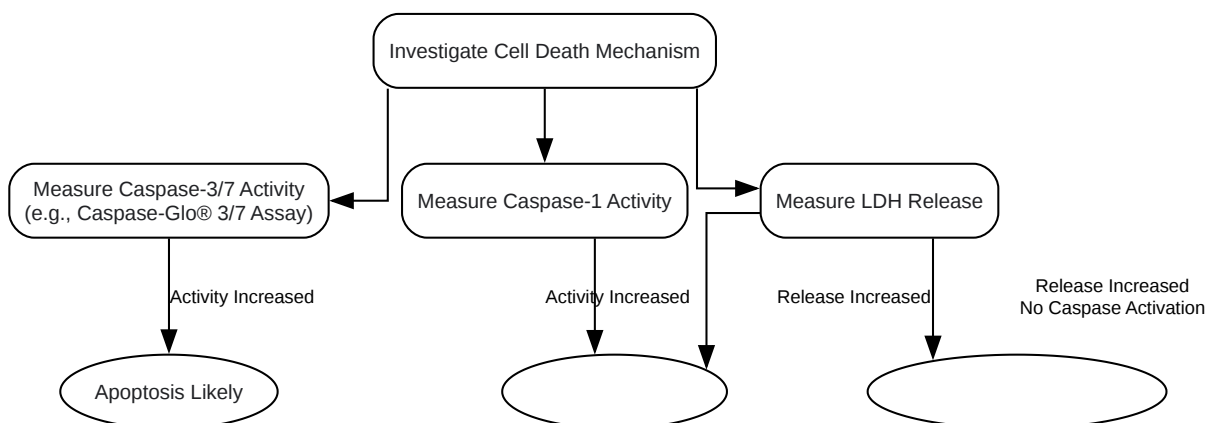 Investigate Cell Death Mechanism
Measure Caspase-3/7 Activity
(e.g., Caspase-Glo® 3/7 Assay)
Measure Caspase-1 Activity
Measure LDH Release
Activity Increased
Activity Increased
Release Increased
Release Increased
No Caspase Activation
Apoptosis Likely